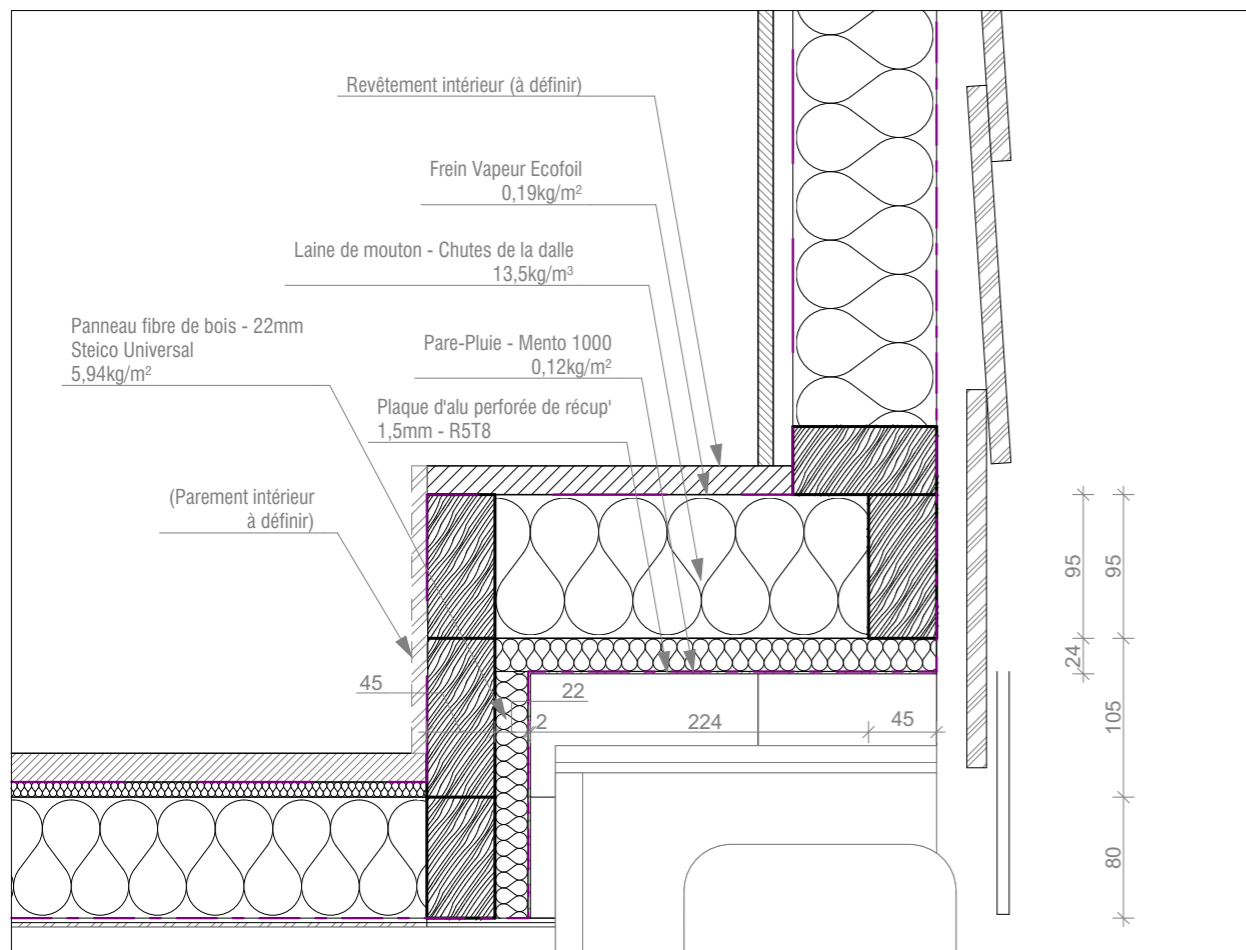 Revêtement intérieur (à définir)
Frein Vapeur Ecofoil
0,19kg/m²
Laine de mouton - Chutes de la dalle
13,5kg/m³
Panneau fibre de bois - 22mm
Steico Universal
5,94kg/m²
Pare-Pluie - Mento 1000
0,12kg/m²
Plaque d'alu perforée de récup'
1,5mm - R5T8
(Parement intérieur
à définir)
95
95
24
45
22
2
224
45
105
80